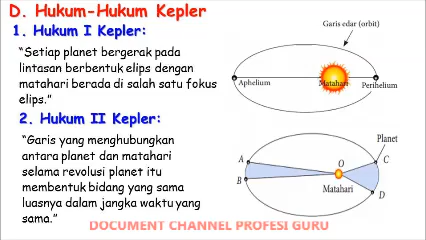 D. Hukum-Hukum Kepler
1. Hukum I Kepler:
"Setiap planet bergerak pada
lintasan berbentuk elips dengan
matahari berada di salah satu fokus
elips."
Garis edar (orbit)
Aphelium
Matahari
Perihelium
2. Hukum II Kepler:
"Garis yang menghubungkan
antara planet dan matahari
selama revolusi planet itu
membentuk bidang yang sama
luasnya dalam jangka waktu yang
sama."
Planet
A
B
O
C
D
Matahari
DOCUMENT CHANNEL PROFESI GURU